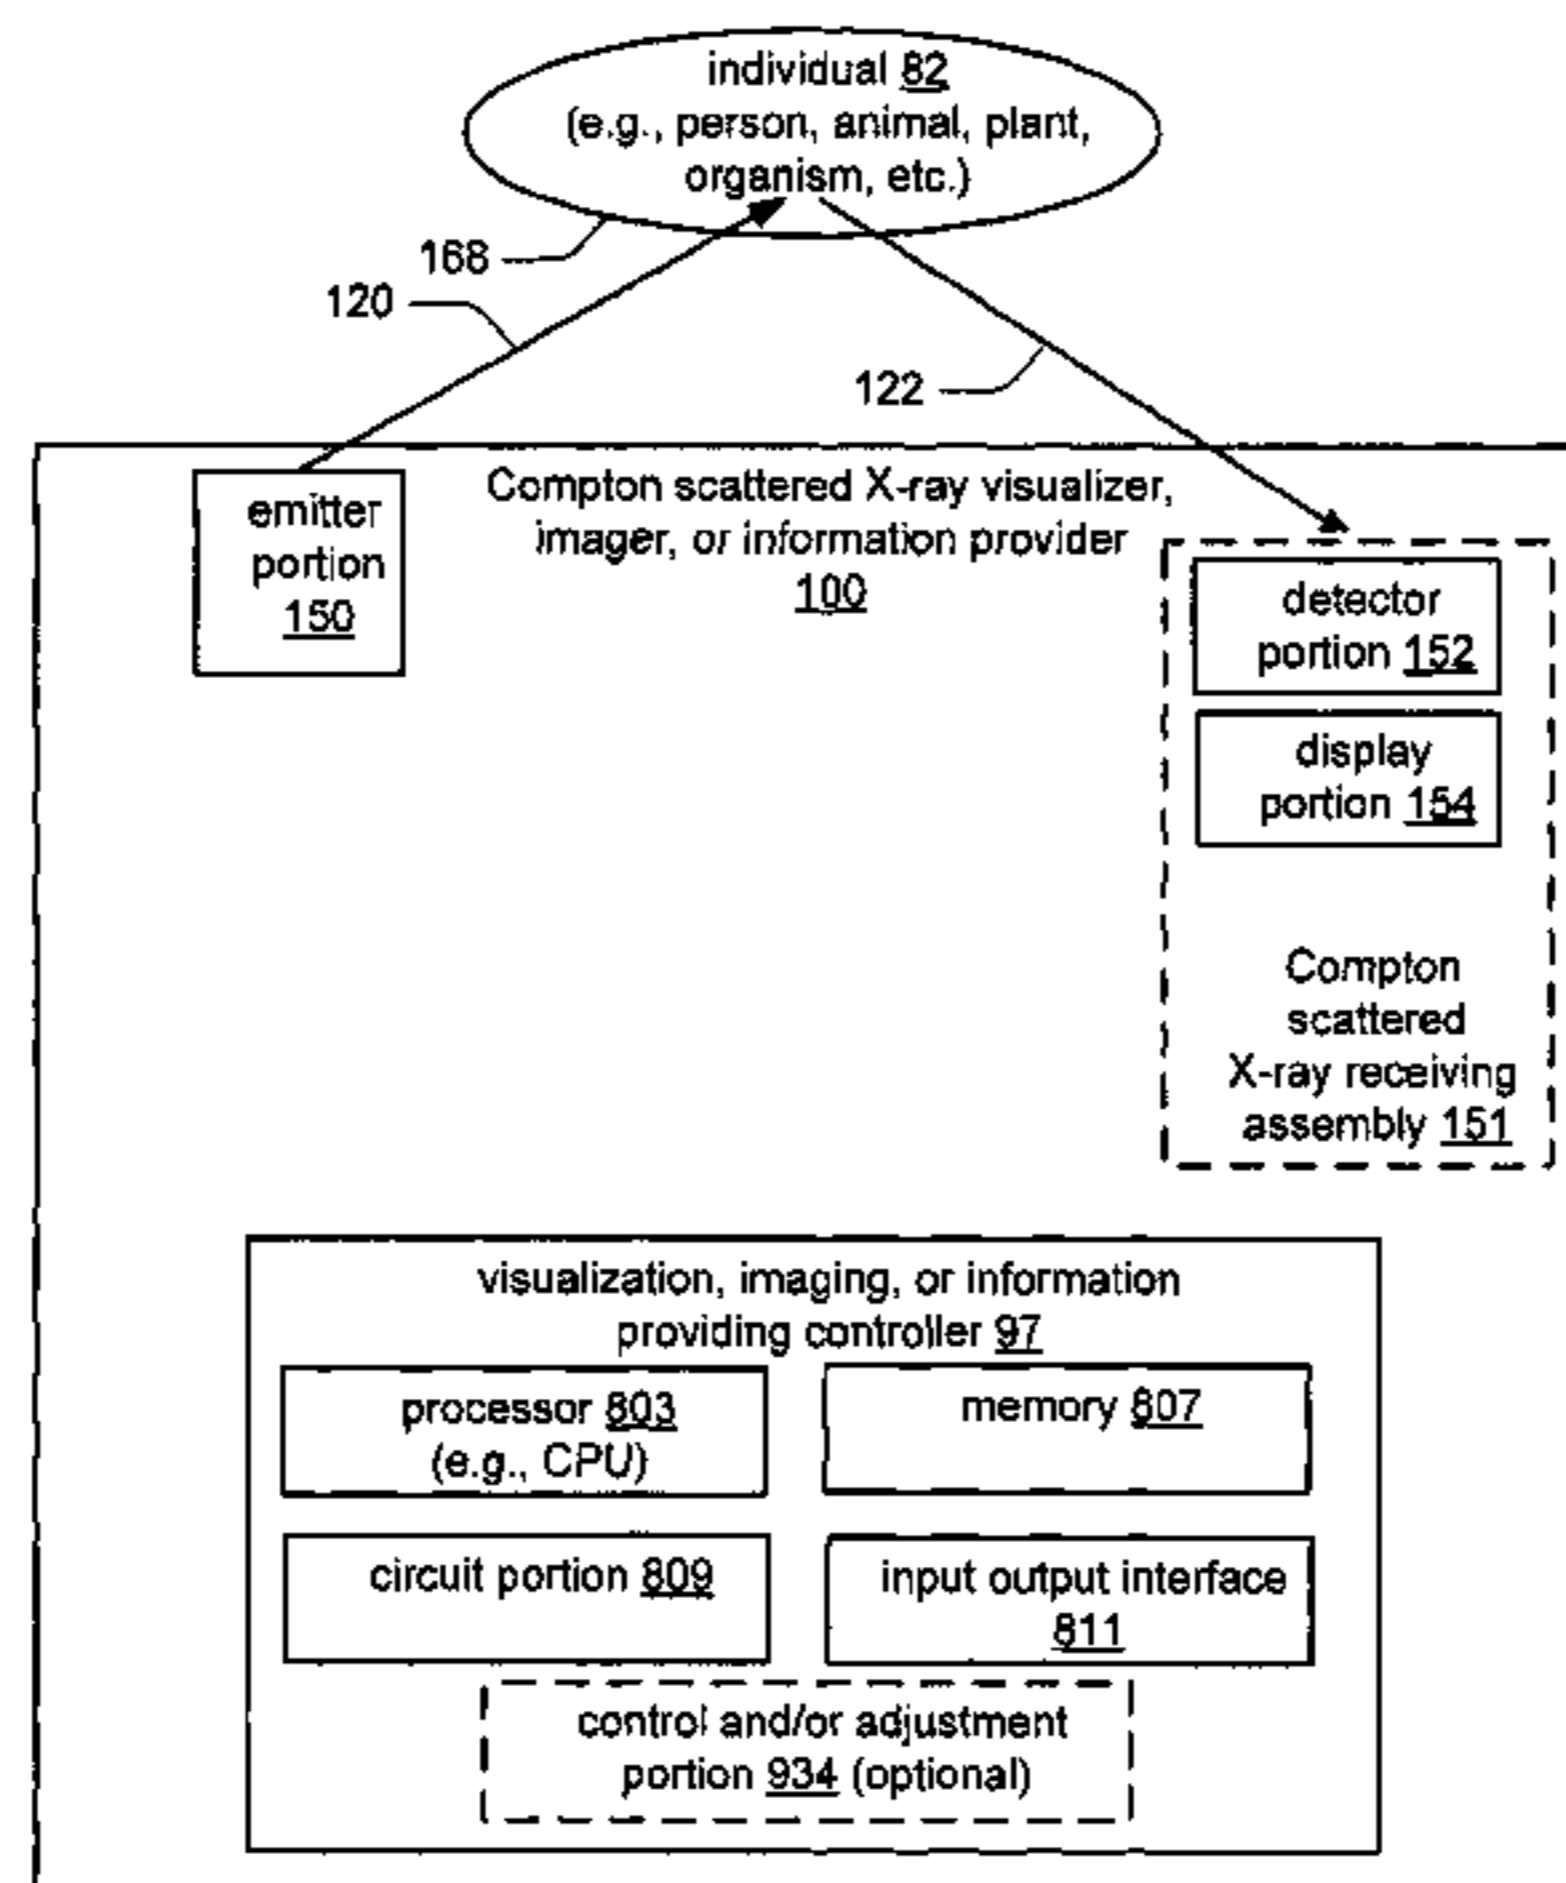 individual 82
(e.g., person, animal, plant,
organism, etc.)
168
120
122
emitter
portion
150
Compton scattered X-ray visualizer,
imager, or information provider
100
detector
portion 152
display
portion 154
Compton
scattered
X-ray receiving
assembly 151
visualization, imaging, or information
providing controller 97
processor 803
(e.g., CPU)
memory 807
circuit portion 809
input output interface
811
control and/or adjustment
portion 934 (optional)